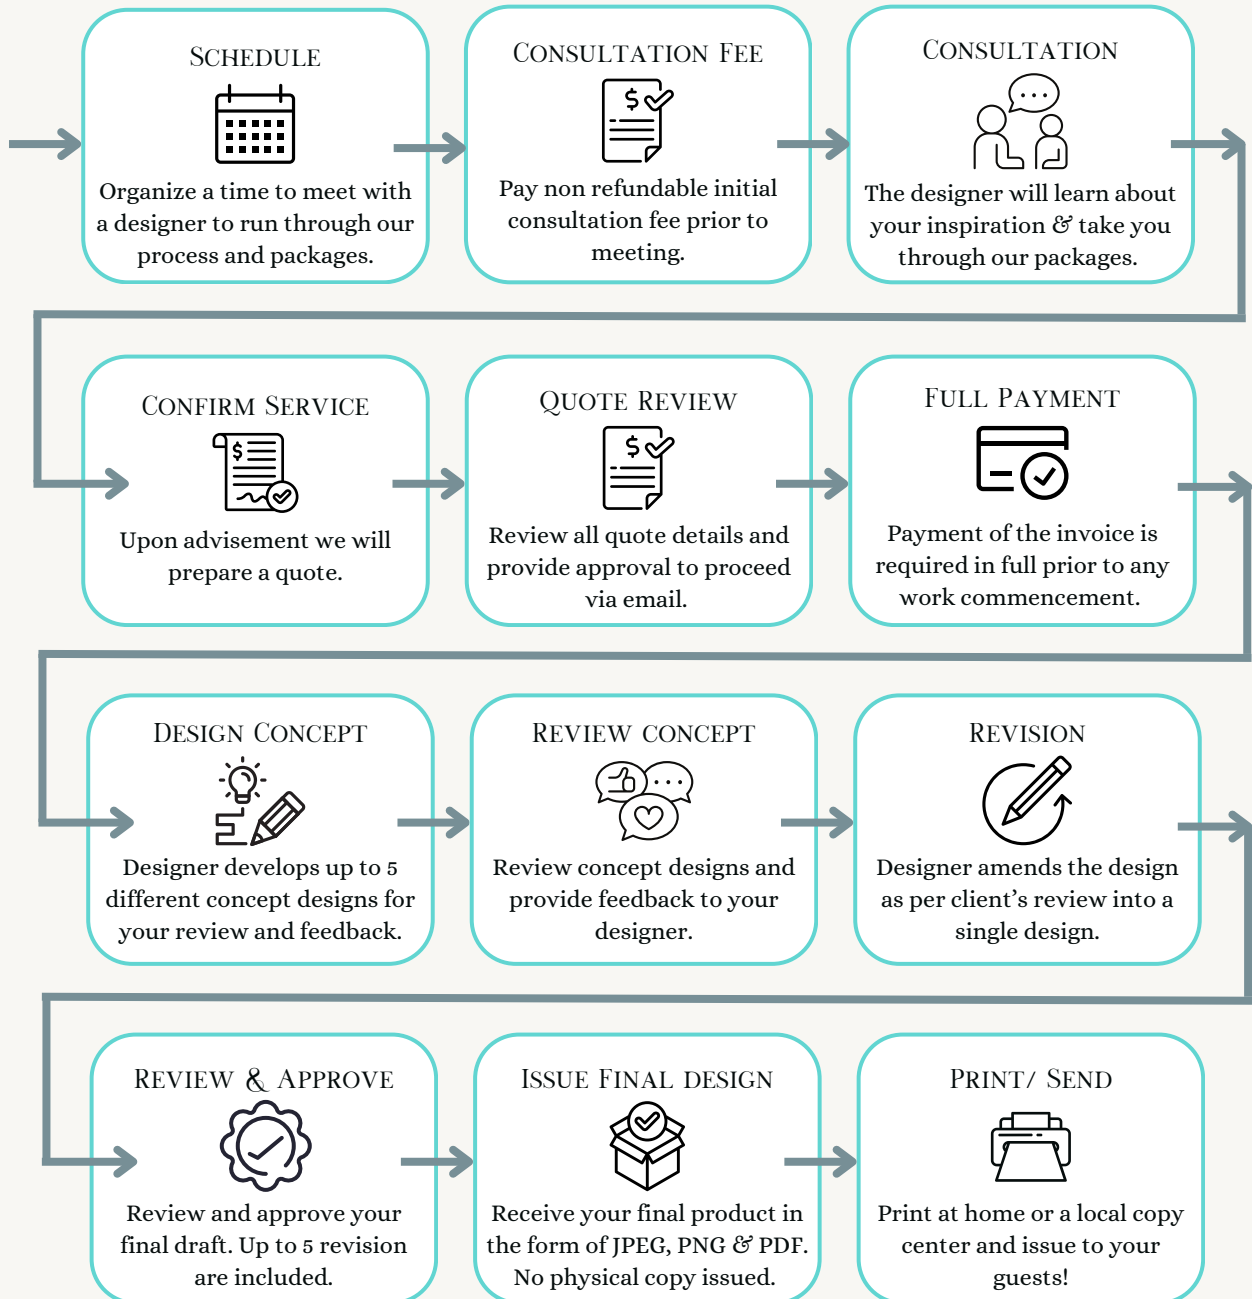 Schedule
Organize a time to meet with
a designer to run through our
process and packages.
Consultation Fee
$
Pay non refundable initial
consultation fee prior to
meeting.
Consultation
The designer will learn about
your inspiration & take you
through our packages.
Confirm Service
$
Upon advisement we will
prepare a quote.
Quote Review
$
Review all quote details and
provide approval to proceed
via email.
Full Payment
Payment of the invoice is
required in full prior to any
work commencement.
Design Concept
Designer develops up to 5
different concept designs for
your review and feedback.
Review concept
Review concept designs and
provide feedback to your
designer.
Revision
Designer amends the design
as per client's review into a
single design.
Review & Approve
Review and approve your
final draft. Up to 5 revision
are included.
Issue Final design
Receive your final product in
the form of JPEG, PNG & PDF.
No physical copy issued.
Print/ Send
Print at home or a local copy
center and issue to your
guests!